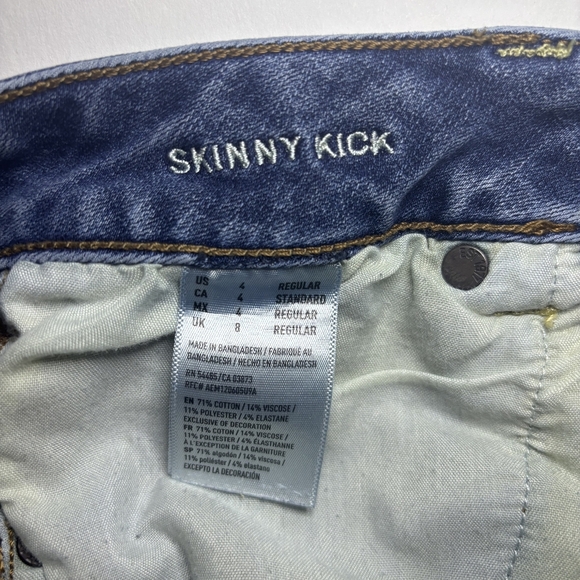 SKINNY KICK
US 4 REGULAR
CA 4 STANDARD
MX 4 REGULAR
UK 8 REGULAR
MADE IN BANGLADESH / FABRIQUÉ AU
BANGLADESH / HECHO EN BANGLADESH
RN 54485/CA 03873
REF# AEM12060509A
EN 71% COTTON / 14% VISCOSE /
11% POLYESTER / 4% ELASTANE
EXCLUSIVE OF DECORATION
FR 71% COTON / 14% VISCOSE /
11% POLYESTER / 4% ÉLASTHANNE
À L'EXCEPTION DE LA GARNITURE
SP 71% algodón / 14% viscosa /
11% poliéster / 4% elastano
EXCEPTO LA DECORACIÓN